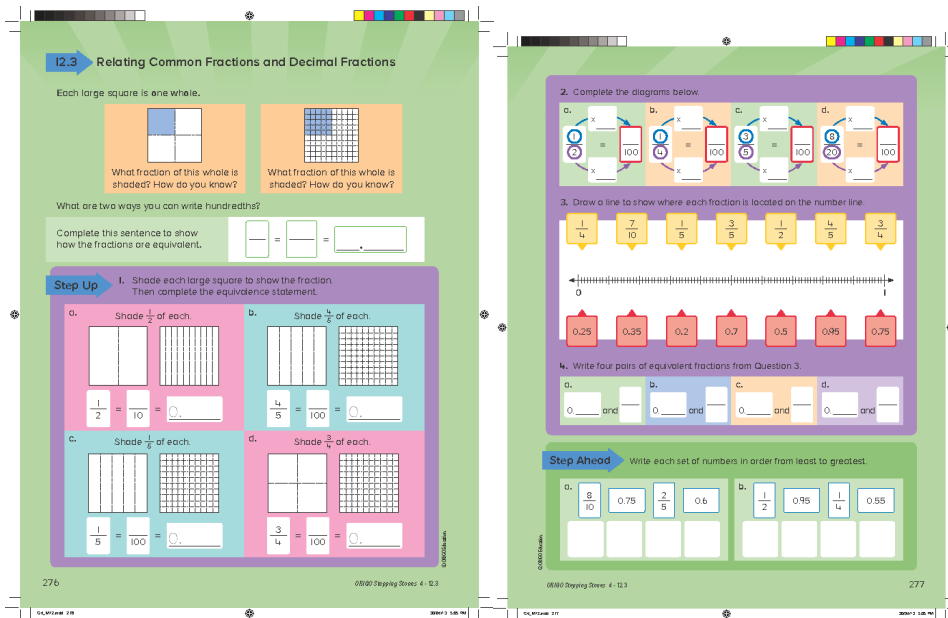 12.3 Relating Common Fractions and Decimal Fractions
Each large square is one whole.
What fraction of this whole is
shaded? How do you know?
What fraction of this whole is
shaded? How do you know?
What are two ways you can write hundredths?
Complete this sentence to show
how the fractions are equivalent.
= = .
Step Up
1. Shade each large square to show the fraction.
Then complete the equivalence statement.
a. Shade 1/2 of each.
1/2 = /10 = 0.
b. Shade 4/5 of each.
4/5 = /100 = 0.
c. Shade 1/5 of each.
1/5 = /100 = 0.
d. Shade 3/4 of each.
3/4 = /100 = 0.
276
ORIGO Stepping Stones 4 - 12.3
© ORIGO Education.
2. Complete the diagrams below.
a. x 1/2 = /100 x
b. x 1/4 = /100 x
c. x 3/5 = /100 x
d. x 8/20 = /100 x
3. Draw a line to show where each fraction is located on the number line.
1/4 7/10 1/5 3/5 1/2 4/5 3/4
0 1
0.25 0.35 0.2 0.7 0.5 0.95 0.75
4. Write four pairs of equivalent fractions from Question 3.
a. 0. and
b. 0. and
c. 0. and
d. 0. and
Step Ahead
Write each set of numbers in order from least to greatest.
a. 8/10 0.75 2/5 0.6
b. 1/2 0.95 1/4 0.55
© ORIGO Education.
ORIGO Stepping Stones 4 - 12.3
277